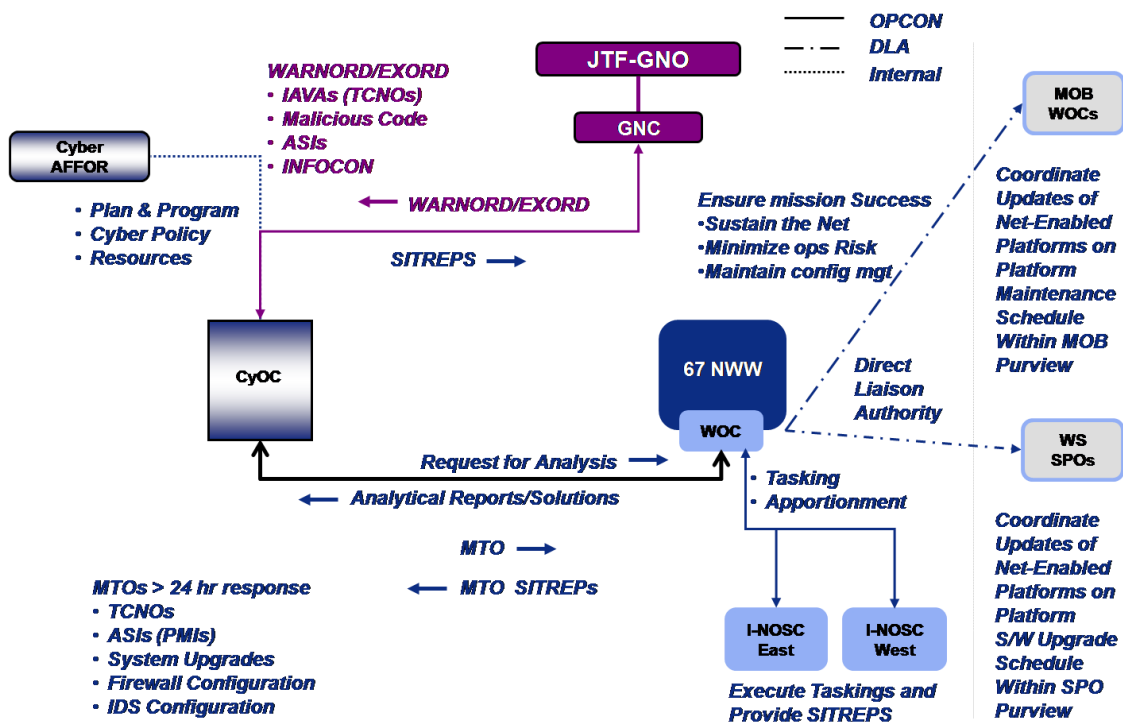 OPCON
DLA
Internal
JTF-GNO
GNC
WARNORD/EXORD
• IAVAs (TCNOs)
• Malicious Code
• ASIs
• INFOCON
Cyber
AFFOR
• Plan & Program
• Cyber Policy
• Resources
WARNORD/EXORD
SITREPS
Ensure mission Success
•Sustain the Net
•Minimize ops Risk
•Maintain config mgt
MOB
WOCs
Coordinate
Updates of
Net-Enabled
Platforms on
Platform
Maintenance
Schedule
Within MOB
Purview
CyOC
67 NWW
WOC
Direct
Liaison
Authority
WS
SPOs
Request for Analysis
Analytical Reports/Solutions
• Tasking
• Apportionment
MTO
MTO SITREPs
MTOs > 24 hr response
• TCNOs
• ASIs (PMIs)
• System Upgrades
• Firewall Configuration
• IDS Configuration
I-NOSC
East
I-NOSC
West
Execute Taskings and
Provide SITREPS
Coordinate
Updates of
Net-Enabled
Platforms on
Platform
S/W Upgrade
Schedule
Within SPO
Purview